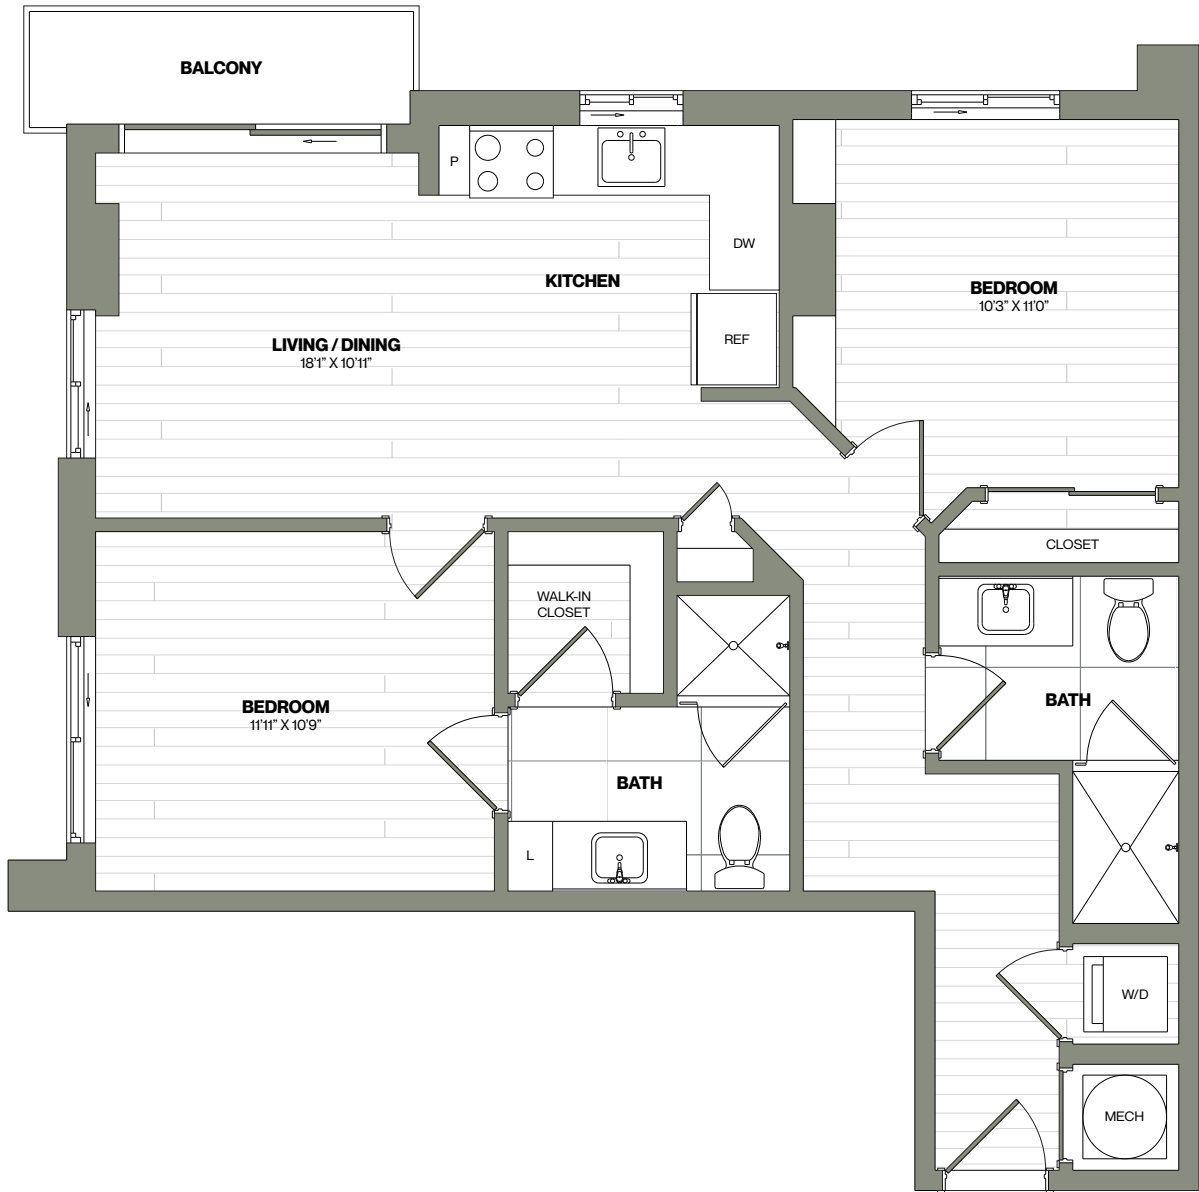 BALCONY
P
DW
KITCHEN
BEDROOM
10'3" X 11'0"
REF
LIVING / DINING
18'1" X 10'11"
CLOSET
WALK-IN
CLOSET
BEDROOM
11'11" X 10'9"
BATH
BATH
L
W/D
MECH